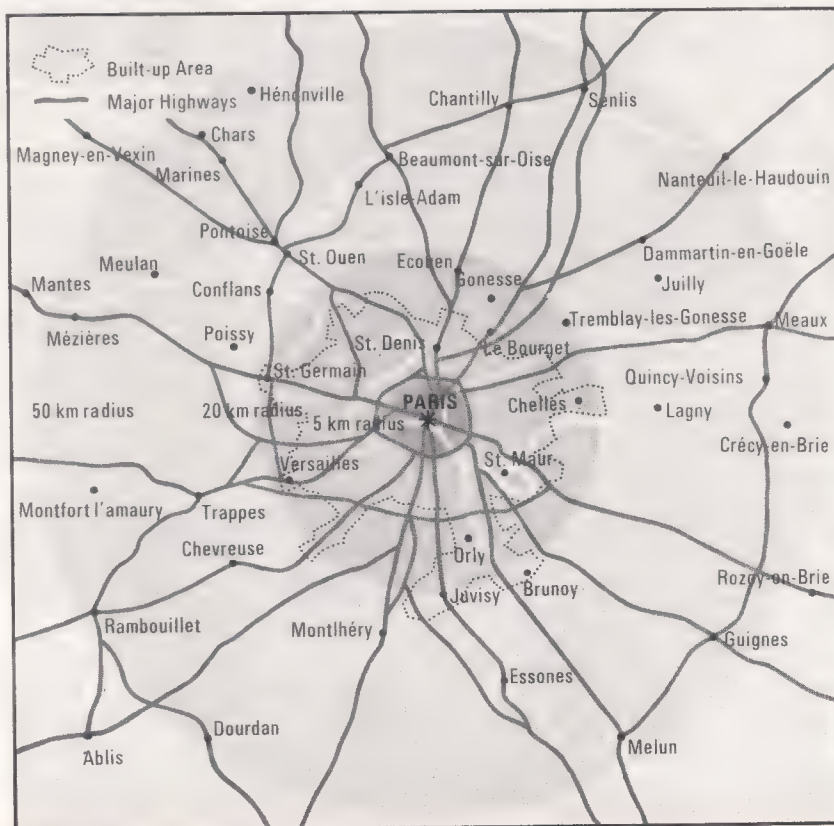 Built-up Area
Major Highways
Hénonville
Chantilly
Senlis
Chars
Magney-en-Vexin
Marines
Beaumont-sur-Oise
Nanteuil-le-Haudouin
L'isle-Adam
Pontoise
St. Ouen
Ecouen
Gonesse
Dammartin-en-Goële
Juilly
Meulan
Mantes
Conflans
Mézières
Poissy
St. Denis
Le Bourget
Tremblay-les-Gonesse
Meaux
St. Germain
PARIS
Quincy-Voisins
Chelles
Lagny
50 km radius
20 km radius
5 km radius
Crécy-en-Brie
St. Maur
Versailles
Montfort l'amaury
Trappes
Chevreuse
Orly
Brunoy
Rozoy-en-Brie
Juvisy
Rambouillet
Montlhéry
Guignes
Essones
Dourdan
Melun
Ablis